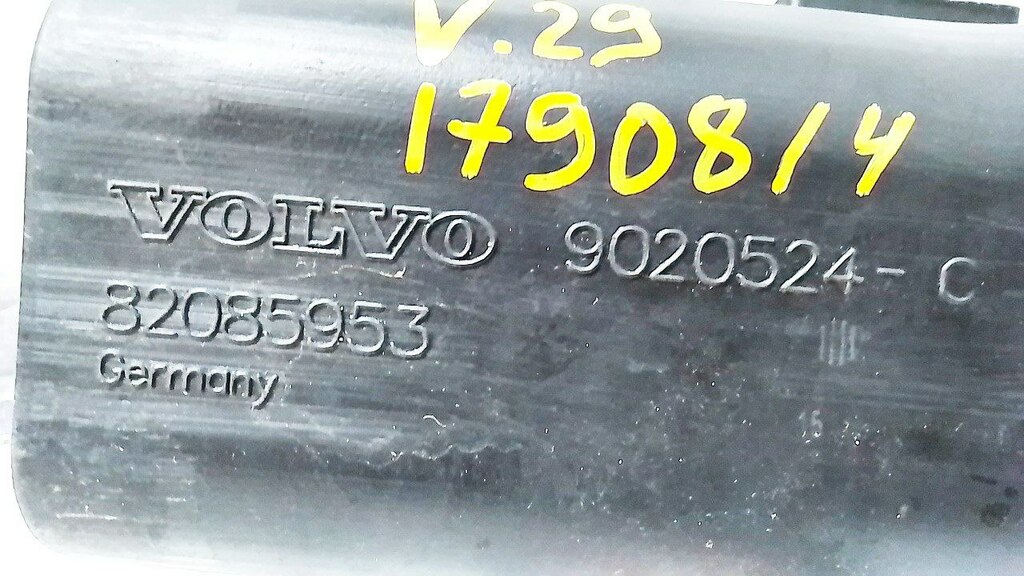 V.29
17908/4
VOLVO 9020524- C
82085953
Germany